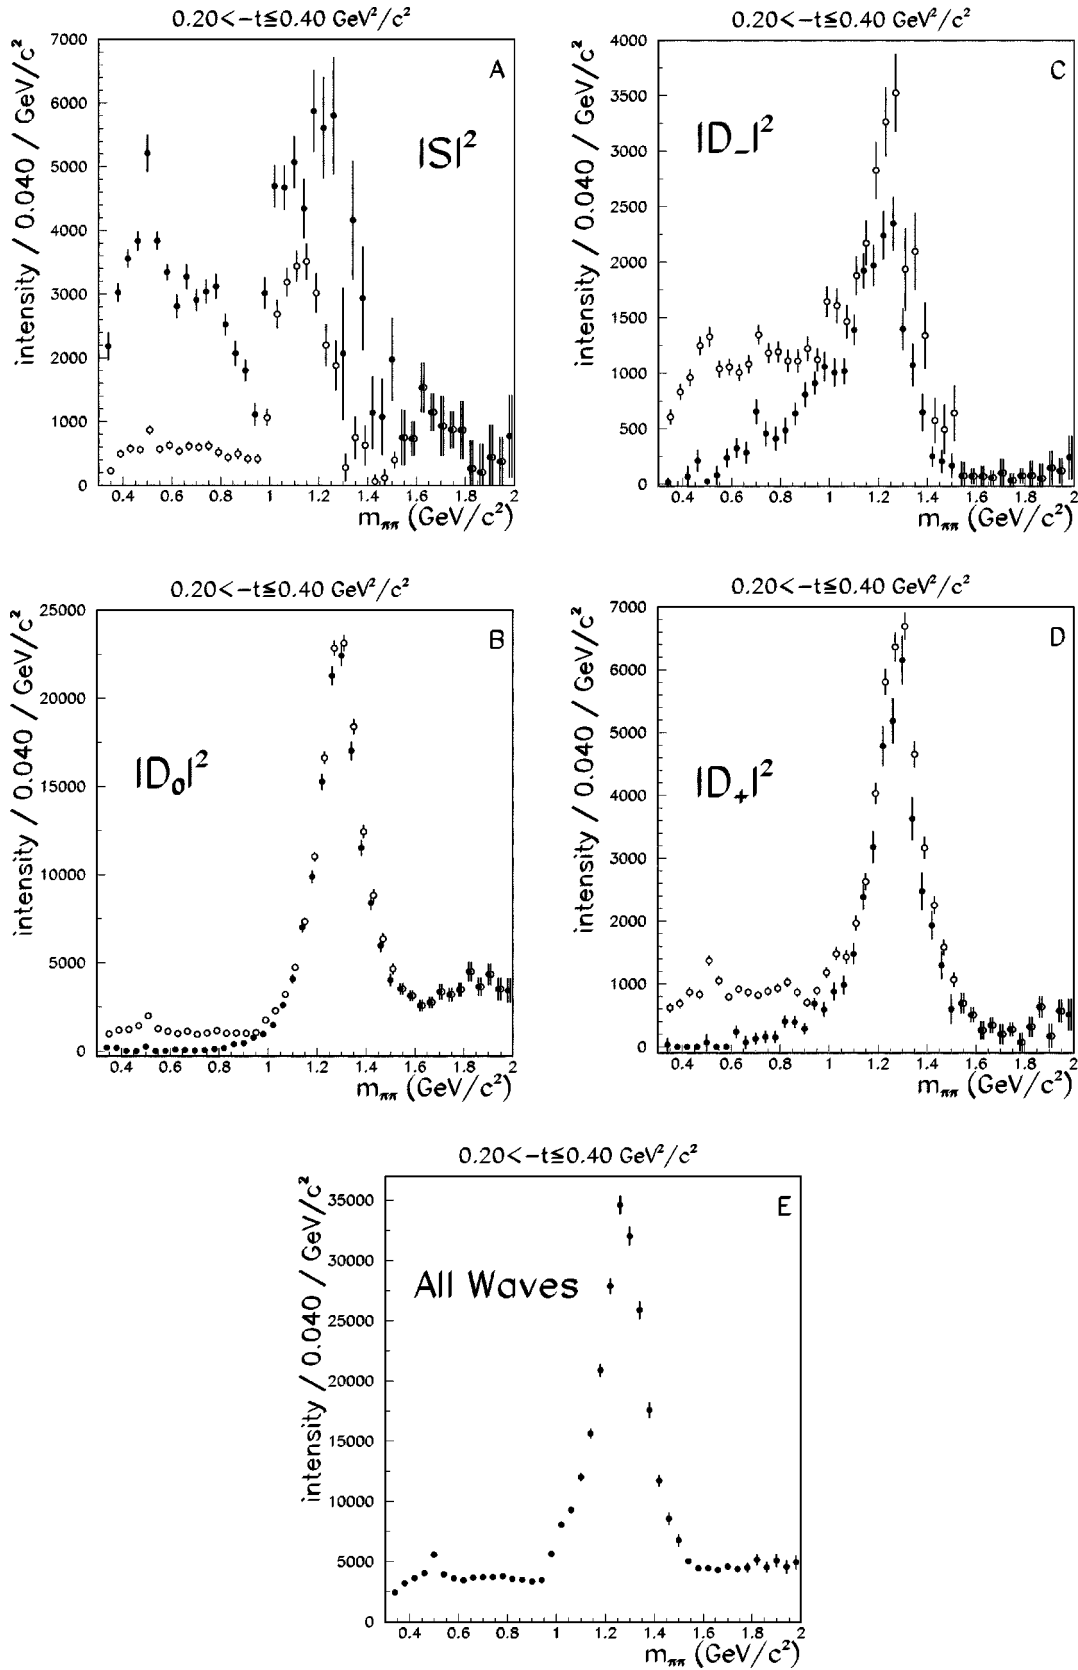 0.20<-t≦0.40 GeV²/c²
A
|S|²
intensity / 0.040 / GeV/c²
7000
6000
5000
4000
3000
2000
1000
0
0.4 0.6 0.8 1 1.2 1.4 1.6 1.8 2
m_ππ (GeV/c²)
0.20<-t≦0.40 GeV²/c²
C
|D₋|²
intensity / 0.040 / GeV/c²
4000
3500
3000
2500
2000
1500
1000
500
0
0.4 0.6 0.8 1 1.2 1.4 1.6 1.8 2
m_ππ (GeV/c²)
0.20<-t≦0.40 GeV²/c²
B
|D₀|²
intensity / 0.040 / GeV/c²
25000
20000
15000
10000
5000
0
0.4 0.6 0.8 1 1.2 1.4 1.6 1.8 2
m_ππ (GeV/c²)
0.20<-t≦0.40 GeV²/c²
D
|D₊|²
intensity / 0.040 / GeV/c²
7000
6000
5000
4000
3000
2000
1000
0
0.4 0.6 0.8 1 1.2 1.4 1.6 1.8 2
m_ππ (GeV/c²)
0.20<-t≦0.40 GeV²/c²
E
All Waves
intensity / 0.040 / GeV/c²
35000
30000
25000
20000
15000
10000
5000
0
0.4 0.6 0.8 1 1.2 1.4 1.6 1.8 2
m_ππ (GeV/c²)